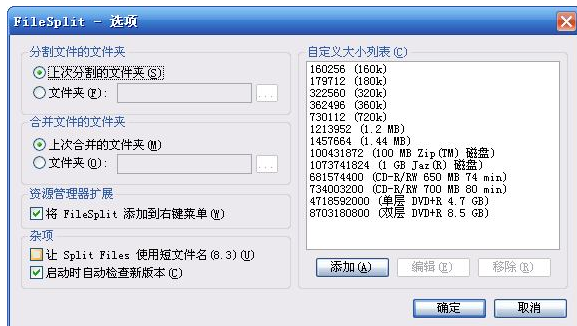 FileSplit - 选项
分割文件的文件夹
上次分割的文件夹(S)
文件夹(F):
...
合并文件的文件夹
上次合并的文件夹(M)
文件夹(O):
...
资源管理器扩展
将 FileSplit 添加到右键菜单(W)
杂项
让 Split Files 使用短文件名(8.3)(U)
启动时自动检查新版本(C)
自定义大小列表(C)
160256 (160k)
179712 (180k)
322560 (320k)
362496 (360k)
730112 (720k)
1213952 (1.2 MB)
1457664 (1.44 MB)
100431872 (100 MB Zip(TM) 磁盘)
1073741824 (1 GB Jaz(R) 磁盘)
681574400 (CD-R/RW 650 MB 74 min)
734003200 (CD-R/RW 700 MB 80 min)
4718592000 (单层 DVD+R 4.7 GB)
8703180800 (双层 DVD+R 8.5 GB)
添加(A)
编辑(E)
移除(R)
确定
取消